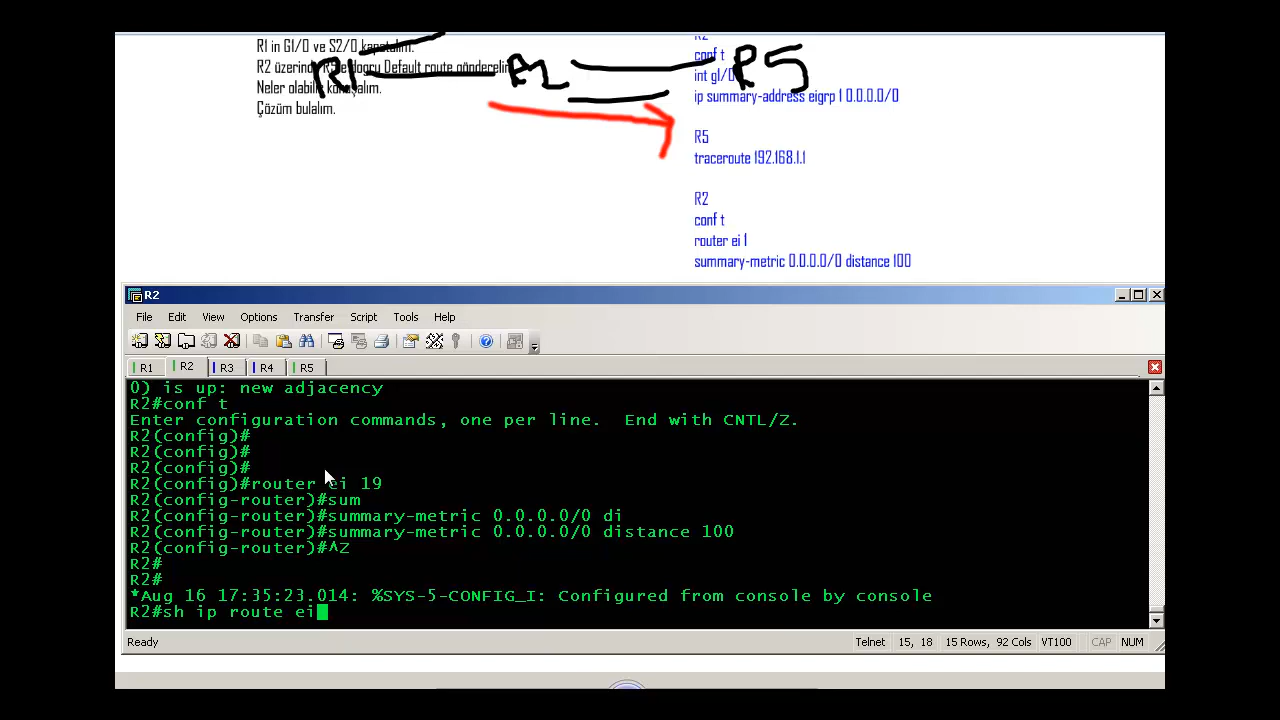 R1 in G1/0 ve S2/0 kapatalım.
R2 üzerinde R5 e doğru Default route gönderelim
Neler olabilir konuşalım.
Çözüm bulalım.
R1
R2
R5
R2
conf t
int g1/0
ip summary-address eigrp 1 0.0.0.0/0
R5
traceroute 192.168.1.1
R2
conf t
router ei 1
summary-metric 0.0.0.0/0 distance 100
R2
File Edit View Options Transfer Script Tools Help
R1 R2 R3 R4 R5
0) is up: new adjacency
R2#conf t
Enter configuration commands, one per line.  End with CNTL/Z.
R2(config)#
R2(config)#
R2(config)#
R2(config)#router ei 19
R2(config-router)#sum
R2(config-router)#summary-metric 0.0.0.0/0 di
R2(config-router)#summary-metric 0.0.0.0/0 distance 100
R2(config-router)#^Z
R2#
R2#
*Aug 16 17:35:23.014: %SYS-5-CONFIG_I: Configured from console by console
R2#sh ip route ei
Ready Telnet 15, 18 15 Rows, 92 Cols VT100 CAP NUM